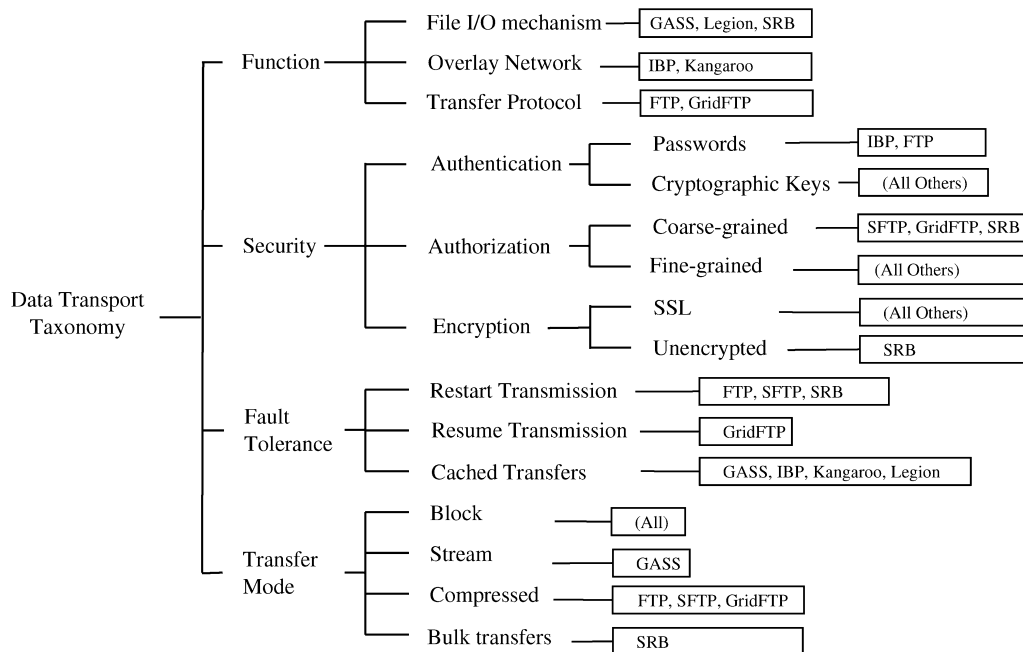 File I/O mechanism
GASS, Legion, SRB
Function
Overlay Network
IBP, Kangaroo
Transfer Protocol
FTP, GridFTP
Passwords
IBP, FTP
Authentication
Cryptographic Keys
(All Others)
Coarse-grained
SFTP, GridFTP, SRB
Security
Authorization
Fine-grained
(All Others)
Data Transport
Taxonomy
SSL
(All Others)
Encryption
Unencrypted
SRB
Restart Transmission
FTP, SFTP, SRB
Fault
Tolerance
Resume Transmission
GridFTP
Cached Transfers
GASS, IBP, Kangaroo, Legion
Block
(All)
Transfer
Mode
Stream
GASS
Compressed
FTP, SFTP, GridFTP
Bulk transfers
SRB